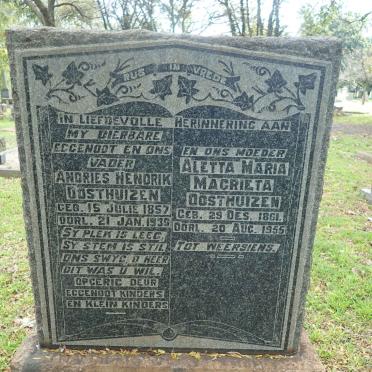 RUS IN VREDE
IN LIEFDEVOLLE HERINNERING AAN
MY DIERBARE
EGGENOOT EN ONS
VADER
ANDRIES HENDRIK
OOSTHUIZEN
GEB. 15 JULIE 1857
OORL. 21 JAN. 1939
SY PLEK IS LEEG
SY STEM IS STIL
ONS SWYG, O HEER
DIT WAS U WIL.
OPGERIG DEUR
EGGENOOT KINDERS
EN KLEIN KINDERS
EN ONS MOEDER
ALETTA MARIA
MAGRIETA
OOSTHUIZEN
GEB. 29 DES. 1861.
OORL. 20 AUG. 1955
TOT WEERSIENS.